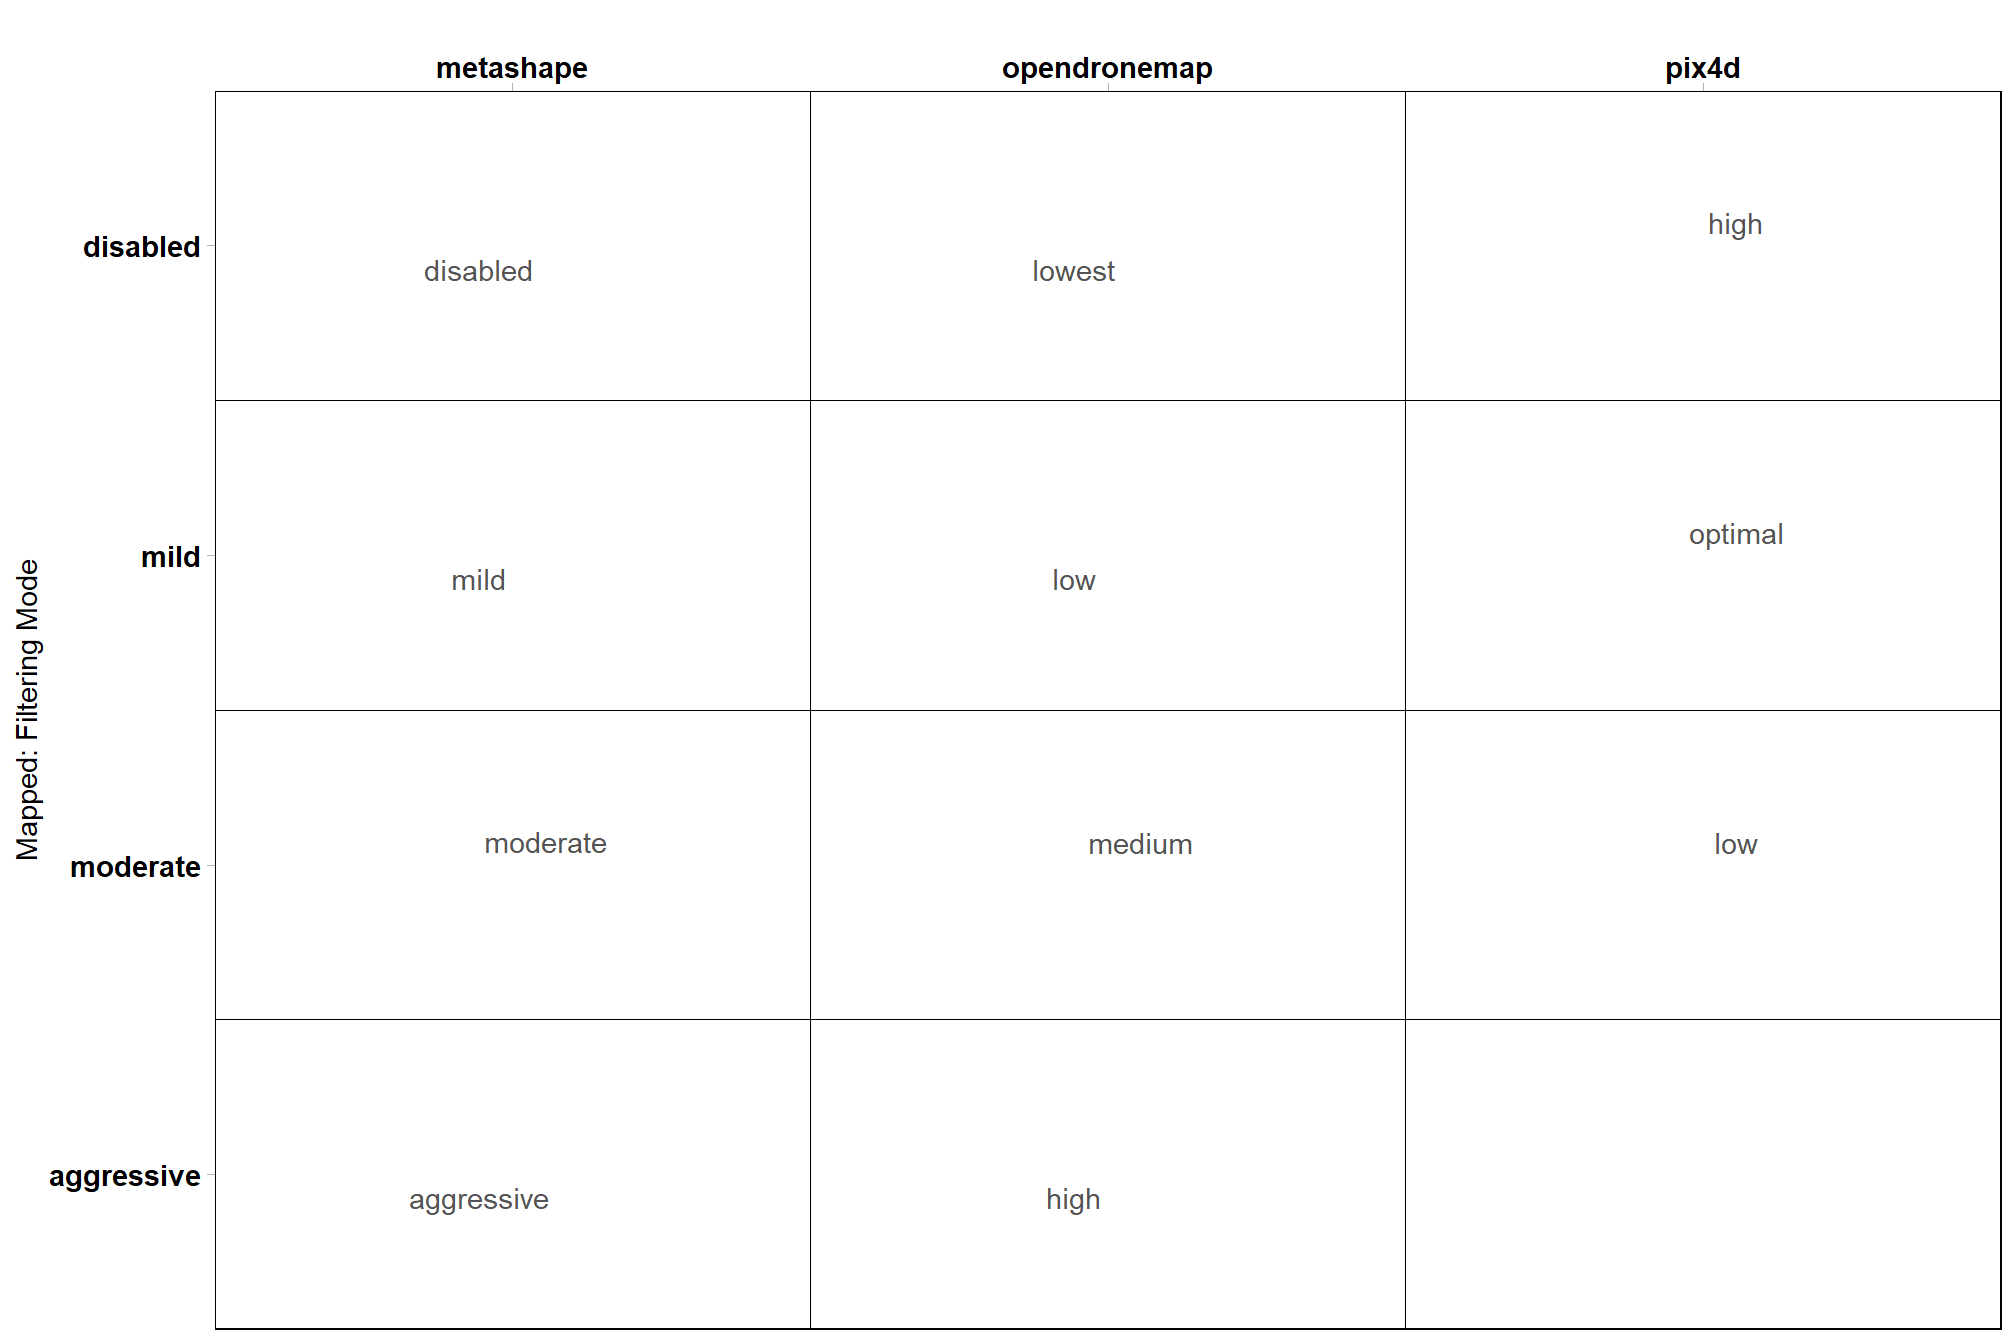 metashape opendronemap pix4d
disabled disabled lowest high
mild mild low optimal
Mapped: Filtering Mode
moderate moderate medium low
aggressive aggressive high